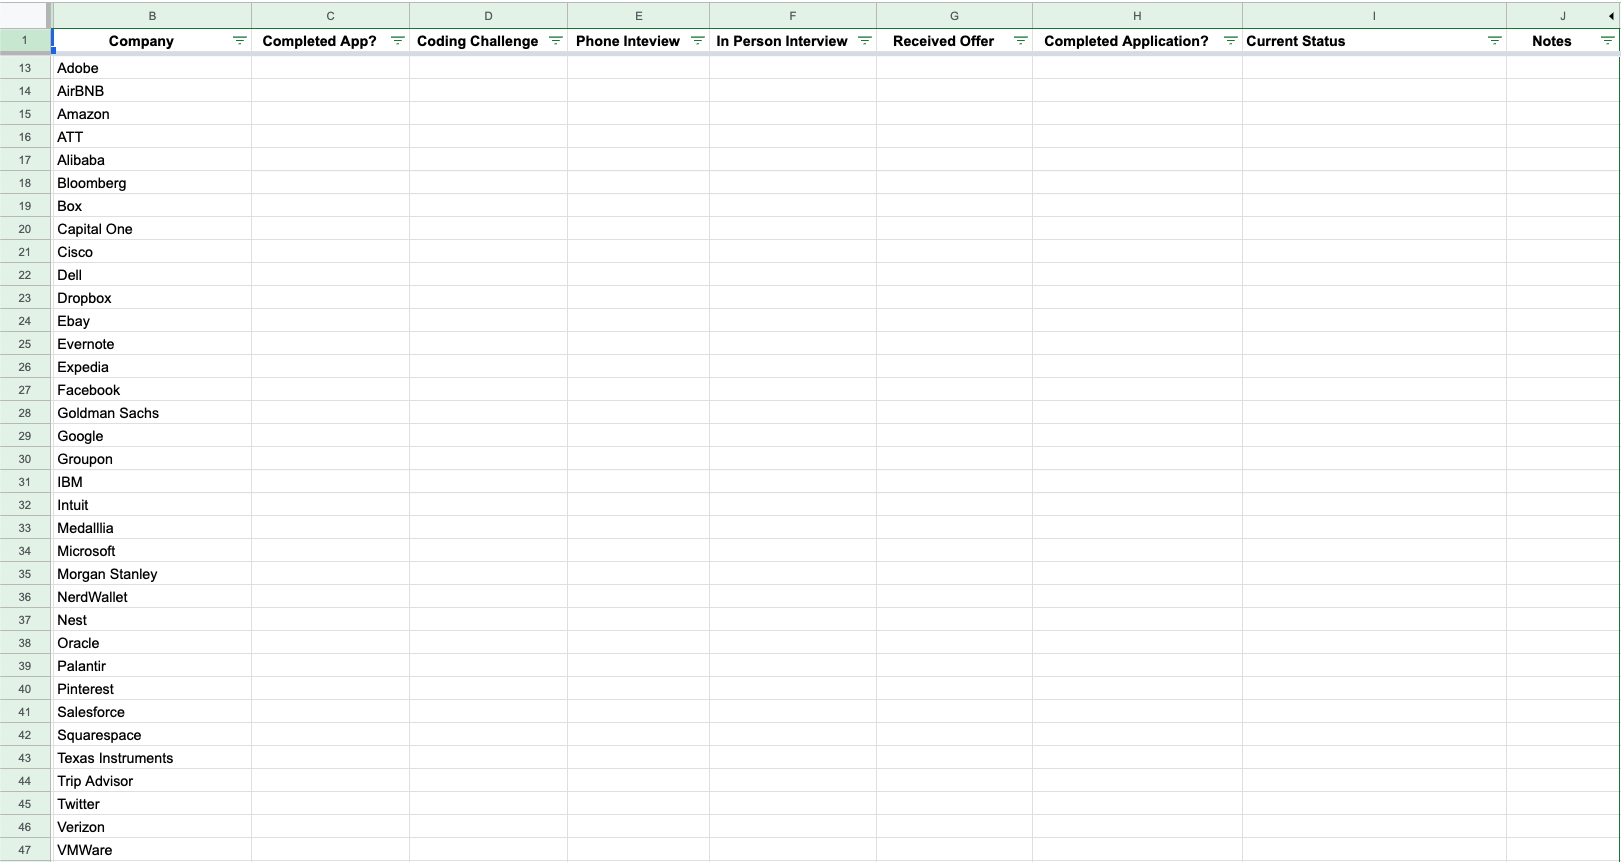 B C D E F G H I J
1 Company Completed App? Coding Challenge Phone Inteview In Person Interview Received Offer Completed Application? Current Status Notes
13 Adobe
14 AirBNB
15 Amazon
16 ATT
17 Alibaba
18 Bloomberg
19 Box
20 Capital One
21 Cisco
22 Dell
23 Dropbox
24 Ebay
25 Evernote
26 Expedia
27 Facebook
28 Goldman Sachs
29 Google
30 Groupon
31 IBM
32 Intuit
33 Medalllia
34 Microsoft
35 Morgan Stanley
36 NerdWallet
37 Nest
38 Oracle
39 Palantir
40 Pinterest
41 Salesforce
42 Squarespace
43 Texas Instruments
44 Trip Advisor
45 Twitter
46 Verizon
47 VMWare